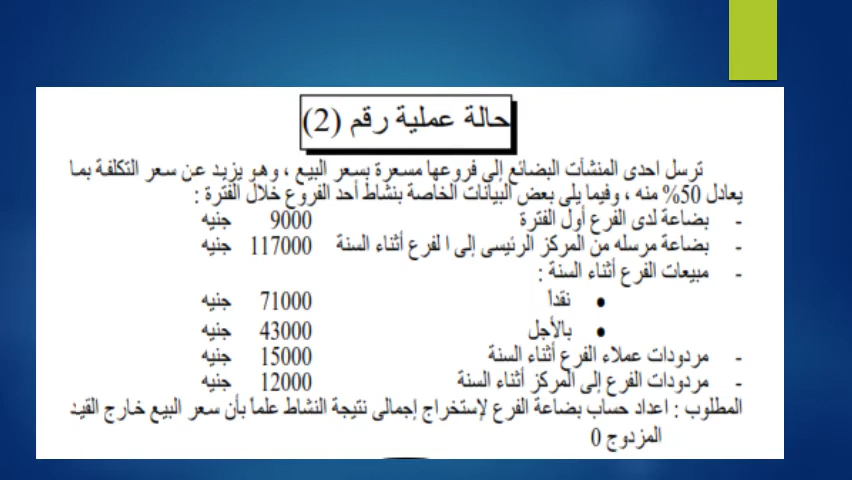 حالة عملية رقم (2)
ترسل احدى المنشآت البضائع إلى فروعها مسعرة بسعر البيع ، وهو يزيد عن سعر التكلفة بما
يعادل 50% منه ، وفيما يلى بعض البيانات الخاصة بنشاط أحد الفروع خلال الفترة :
- بضاعة لدى الفرع أول الفترة 9000 جنيه
- بضاعة مرسله من المركز الرئيسى إلى ا لفرع أثناء السنة 117000 جنيه
- مبيعات الفرع أثناء السنة :
• نقداً 71000 جنيه
• بالأجل 43000 جنيه
- مردودات عملاء الفرع أثناء السنة 15000 جنيه
- مردودات الفرع إلى المركز أثناء السنة 12000 جنيه
المطلوب : اعداد حساب بضاعة الفرع لإستخراج إجمالى نتيجة النشاط علماً بأن سعر البيع خارج القيد
المزدوج 0